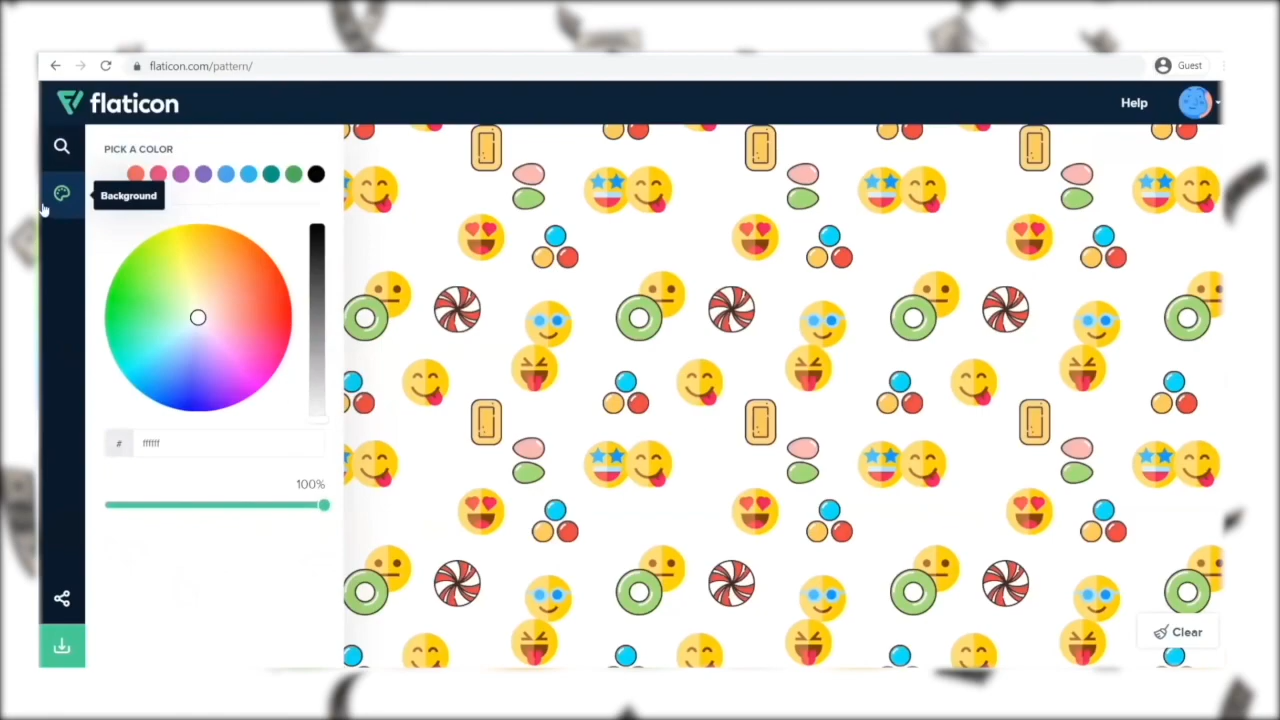 flaticon.com/pattern/
Guest
flaticon
Help
PICK A COLOR
Background
# ffffff
100%
Clear